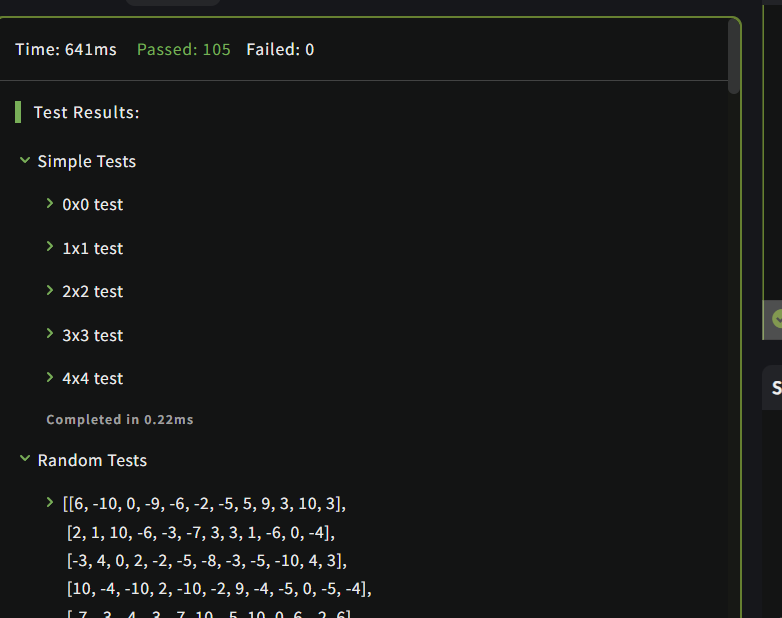 Time: 641ms Passed: 105 Failed: 0
Test Results:
Simple Tests
0x0 test
1x1 test
2x2 test
3x3 test
4x4 test
Completed in 0.22ms
Random Tests
[[6, -10, 0, -9, -6, -2, -5, 5, 9, 3, 10, 3],
[2, 1, 10, -6, -3, -7, 3, 3, 1, -6, 0, -4],
[-3, 4, 0, 2, -2, -5, -8, -3, -5, -10, 4, 3],
[10, -4, -10, 2, -10, -2, 9, -4, -5, 0, -5, -4],